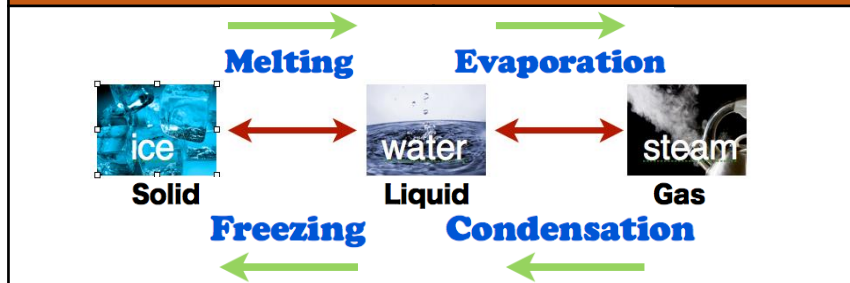 Melting Evaporation
ice water steam
Solid Liquid Gas
Freezing Condensation